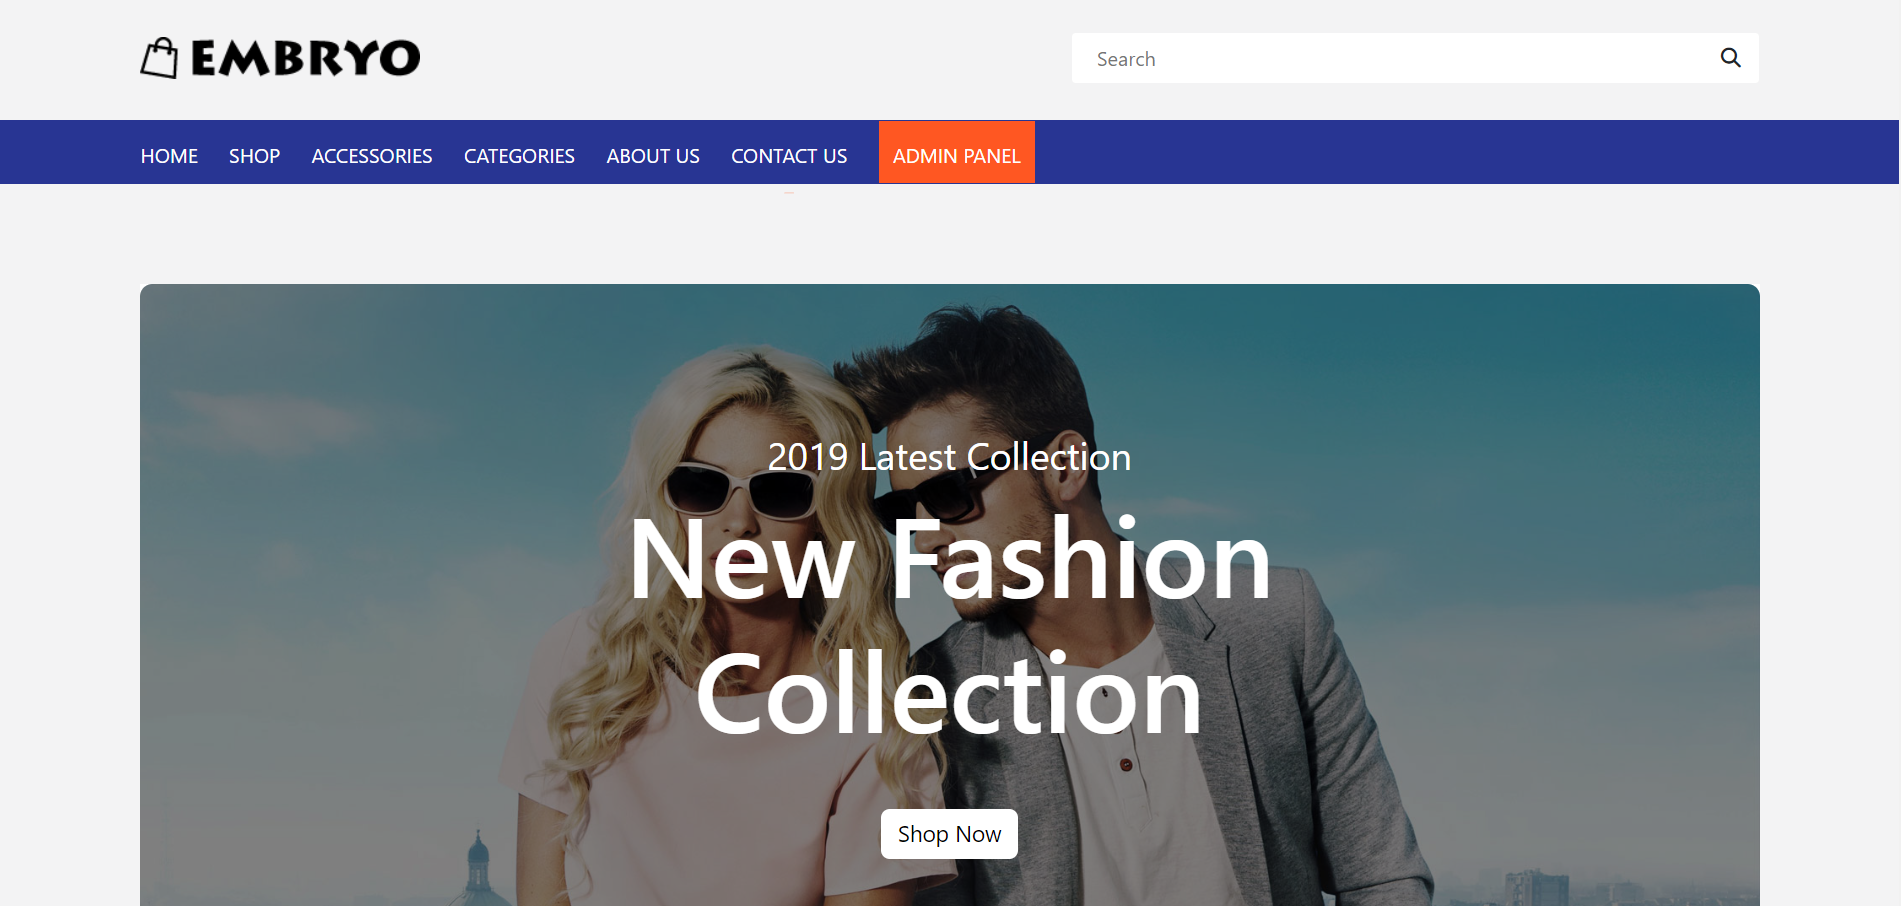 EMBRYO
Search
HOME SHOP ACCESSORIES CATEGORIES ABOUT US CONTACT US ADMIN PANEL
2019 Latest Collection
New Fashion
Collection
Shop Now